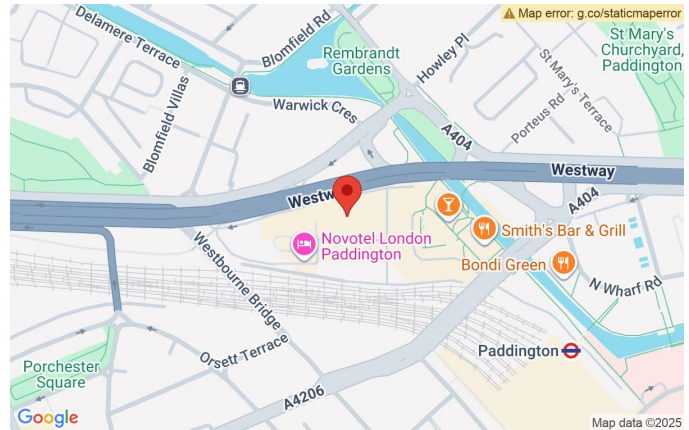 Map error: g.co/staticmaperror
Delamere Terrace
Blomfield Rd
Rembrandt
Gardens
Howley Pl
St Mary's
Churchyard,
Paddington
St Mary's Terrace
Porteus Rd
Warwick Cres
Blomfield Villas
A404
Westway
Westw
A404
Smith's Bar & Grill
Novotel London
Paddington
Bondi Green
N Wharf Rd
Westbourne Bridge
Orsett Terrace
Paddington
Porchester
Square
A4206
Google
Map data ©2025